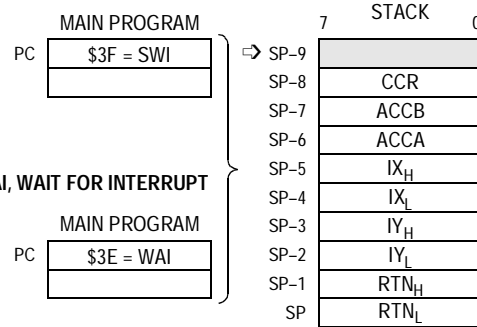 MAIN PROGRAM
PC $3F = SWI
AI, WAIT FOR INTERRUPT
MAIN PROGRAM
PC $3E = WAI
STACK
7 0
SP–9
SP–8 CCR
SP–7 ACCB
SP–6 ACCA
SP–5 IXH
SP–4 IXL
SP–3 IYH
SP–2 IYL
SP–1 RTNH
SP RTNL